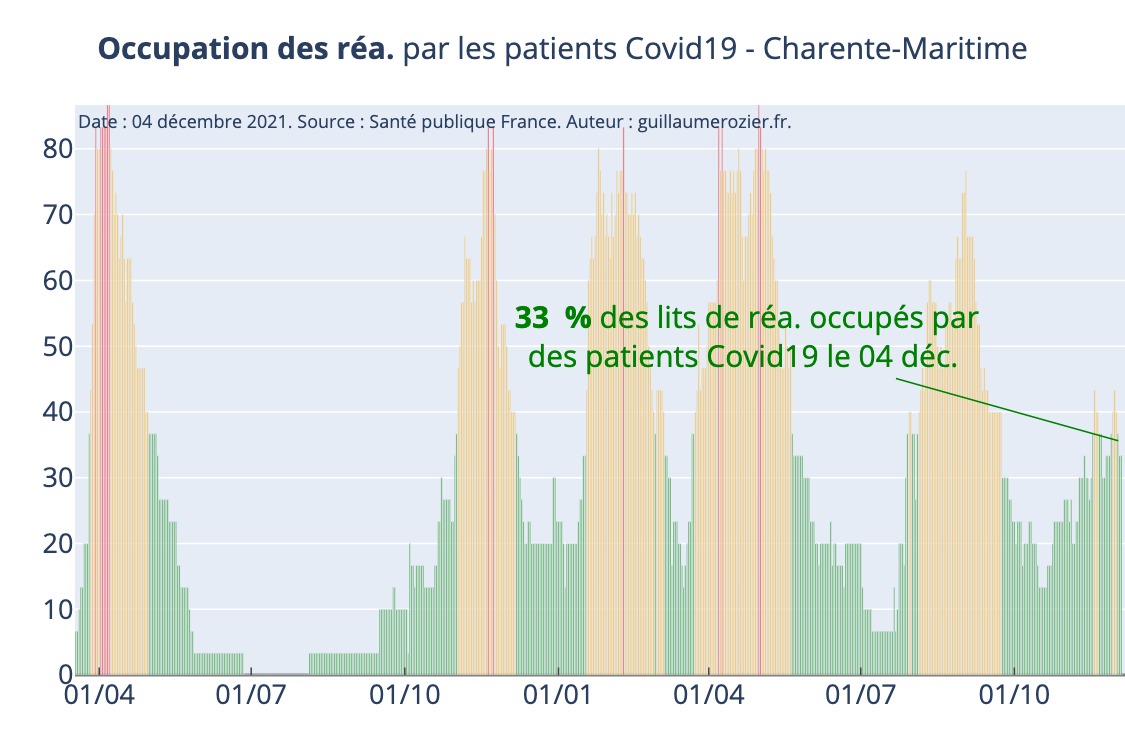 Occupation des réa. par les patients Covid19 - Charente-Maritime
Date : 04 décembre 2021. Source : Santé publique France. Auteur : guillaumerozier.fr.
80
70
60
33 % des lits de réa. occupés par
des patients Covid19 le 04 déc.
50
40
30
20
10
0
01/04 01/07 01/10 01/01 01/04 01/07 01/10